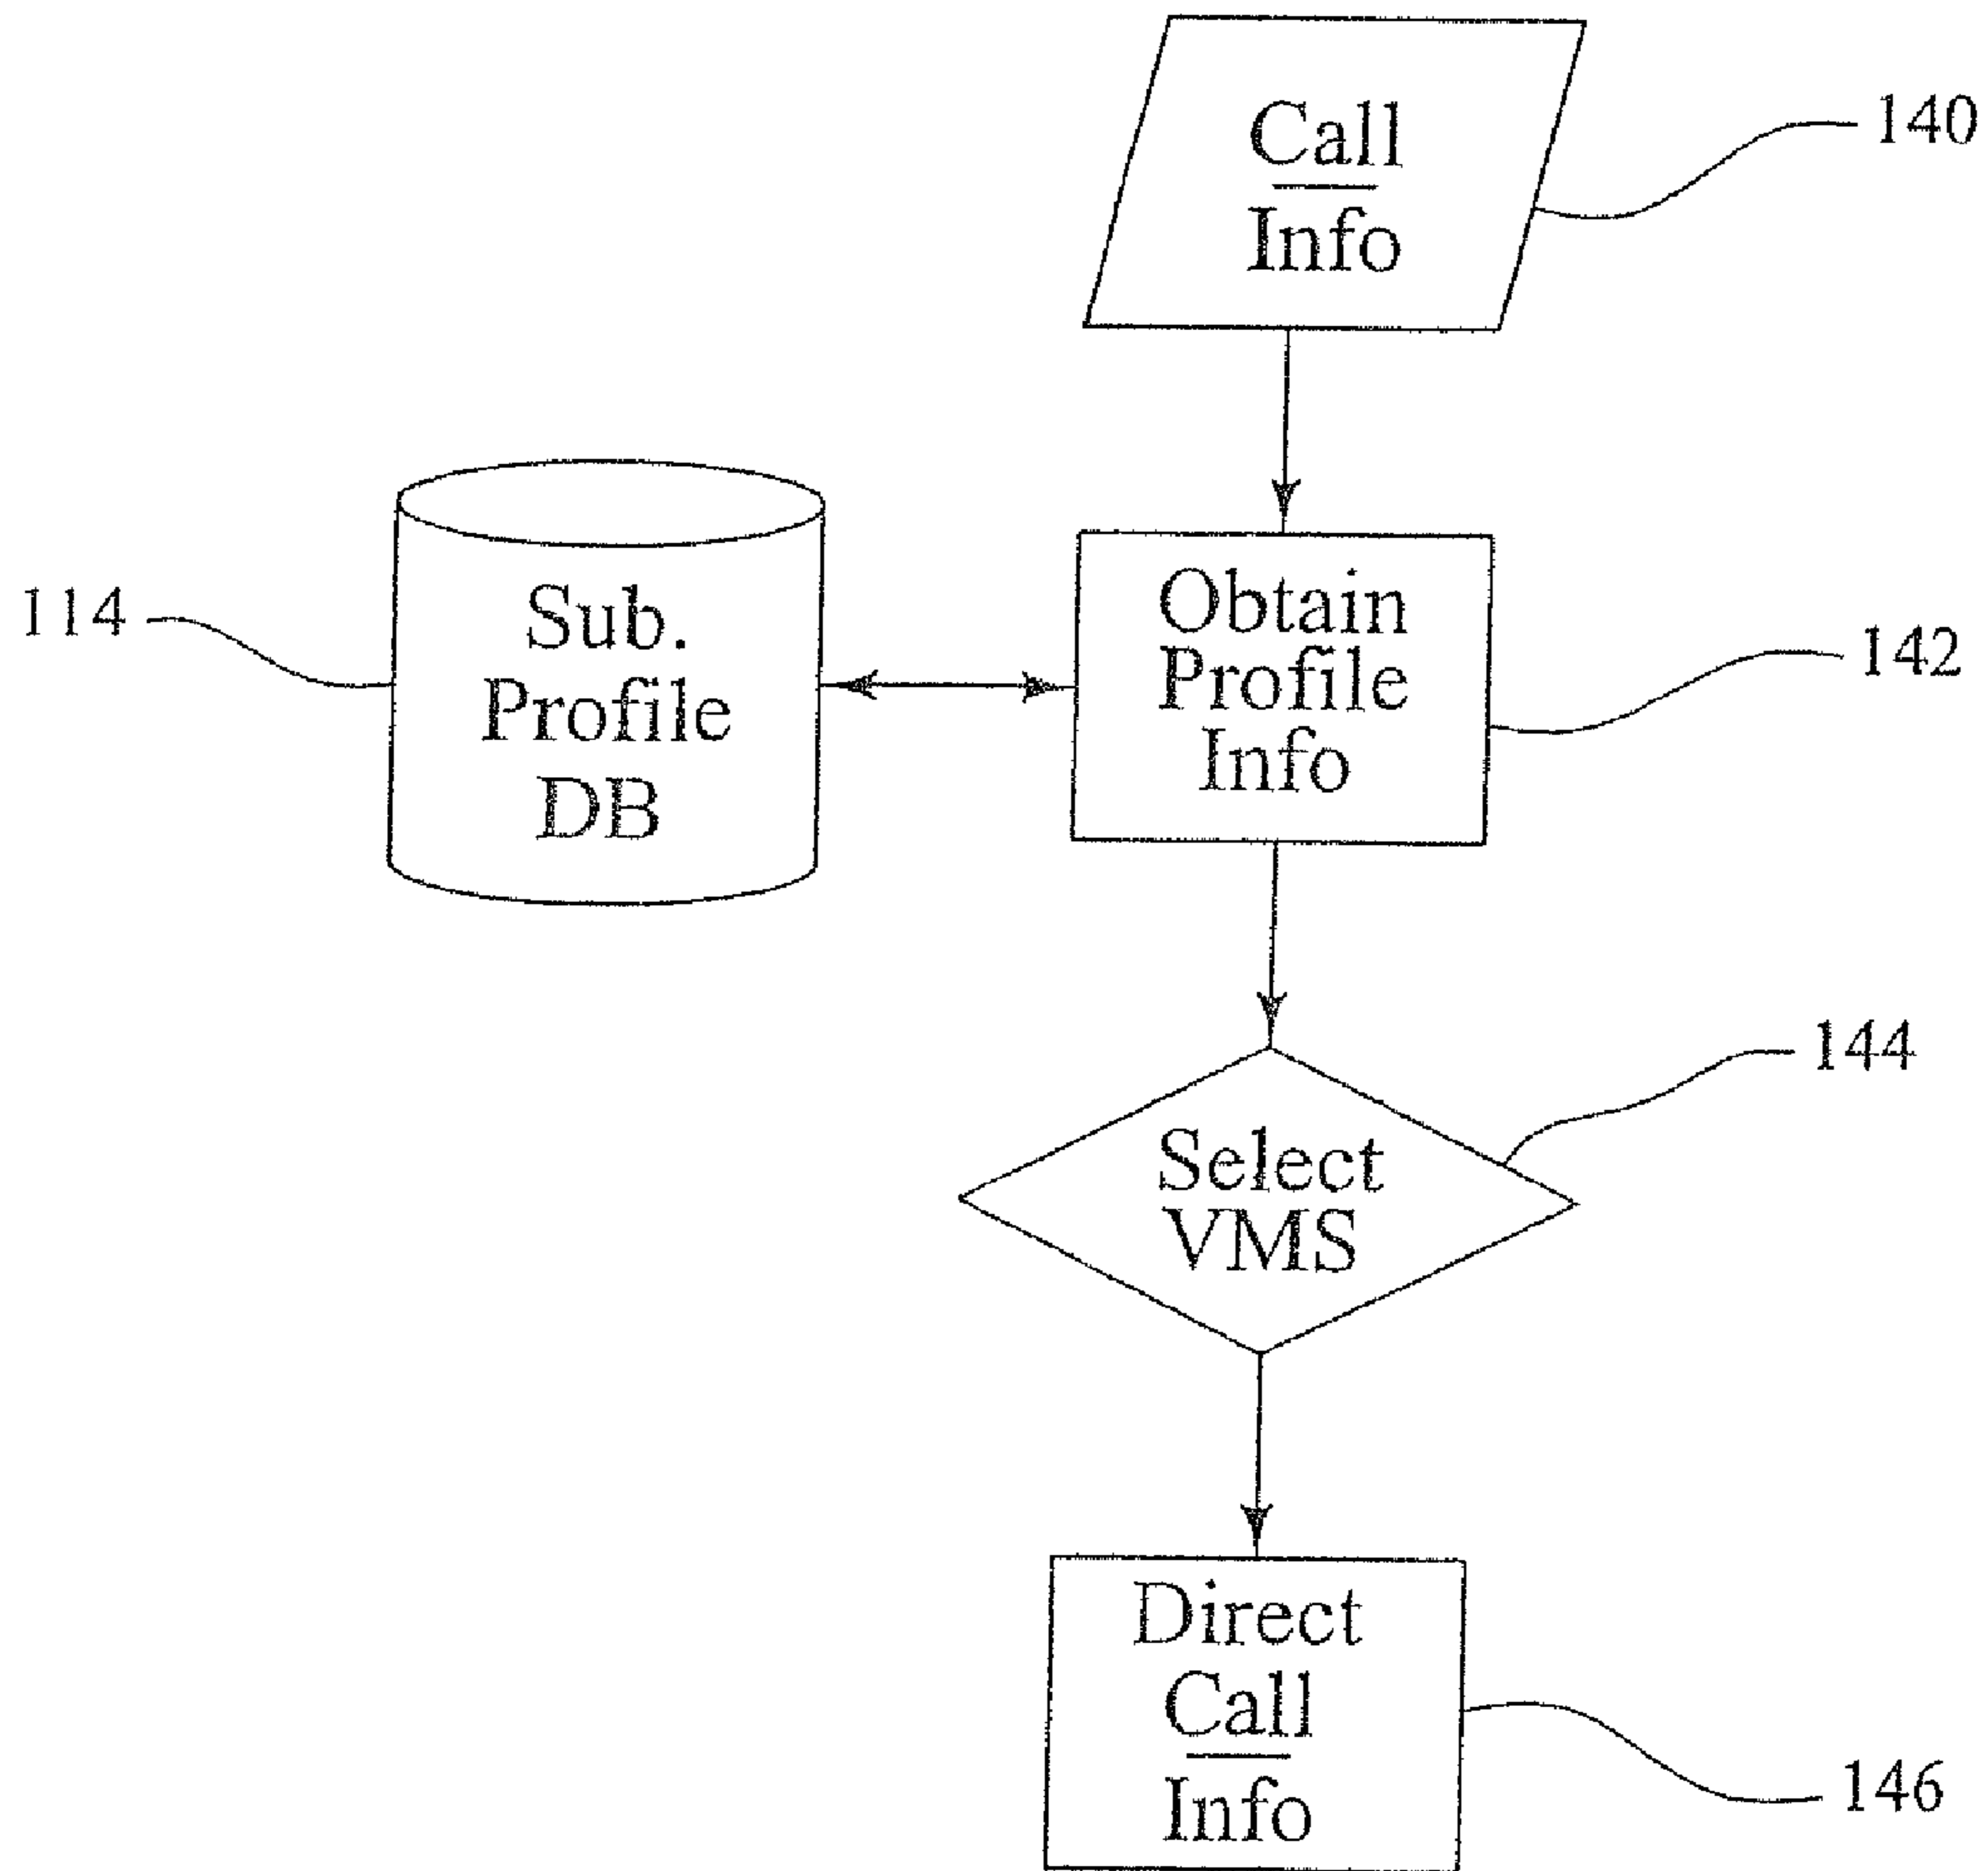 Call
Info
140
Obtain
Profile
Info
142
114
Sub.
Profile
DB
Select
VMS
144
Direct
Call
Info
146